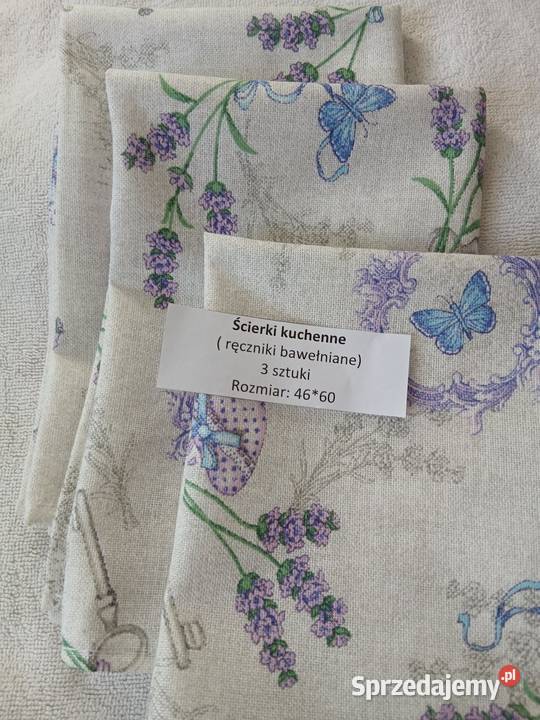 Ścierki kuchenne
( ręczniki bawełniane)
3 sztuki
Rozmiar: 46*60
Sprzedajemy.pl